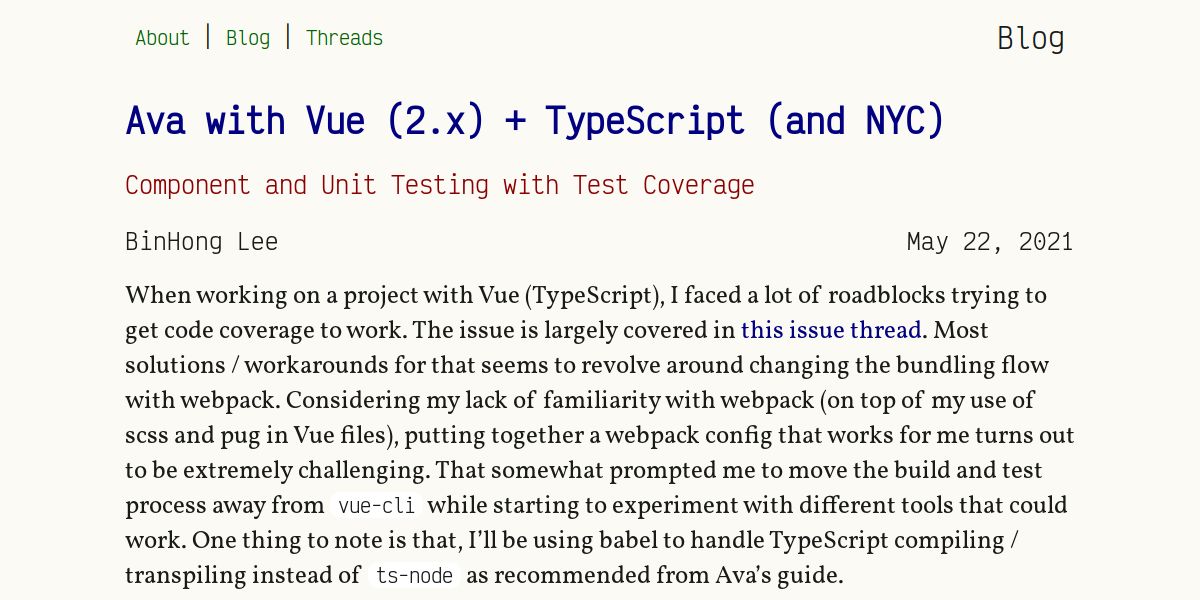 About | Blog | Threads
Blog
Ava with Vue (2.x) + TypeScript (and NYC)
Component and Unit Testing with Test Coverage
BinHong Lee
May 22, 2021
When working on a project with Vue (TypeScript), I faced a lot of roadblocks trying to
get code coverage to work. The issue is largely covered in this issue thread. Most
solutions / workarounds for that seems to revolve around changing the bundling flow
with webpack. Considering my lack of familiarity with webpack (on top of my use of
scss and pug in Vue files), putting together a webpack config that works for me turns out
to be extremely challenging. That somewhat prompted me to move the build and test
process away from vue-cli while starting to experiment with different tools that could
work. One thing to note is that, I’ll be using babel to handle TypeScript compiling /
transpiling instead of ts-node as recommended from Ava’s guide.